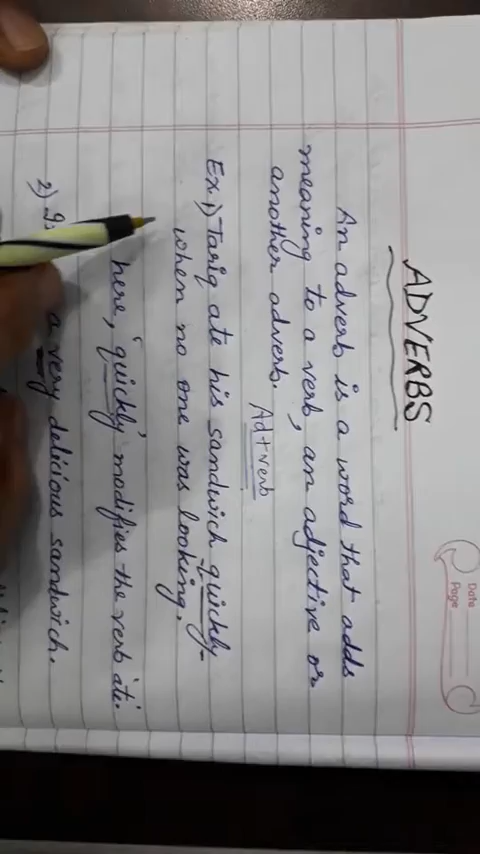 Date
Page
ADVERBS
An adverb is a word that adds
meaning to a verb, an adjective or
another adverb.
Ad+verb
Ex 1) Tariq ate his sandwich quickly
when no one was looking.
here, 'quickly' modifies the verb ate.
2) a very delicious sandwich.